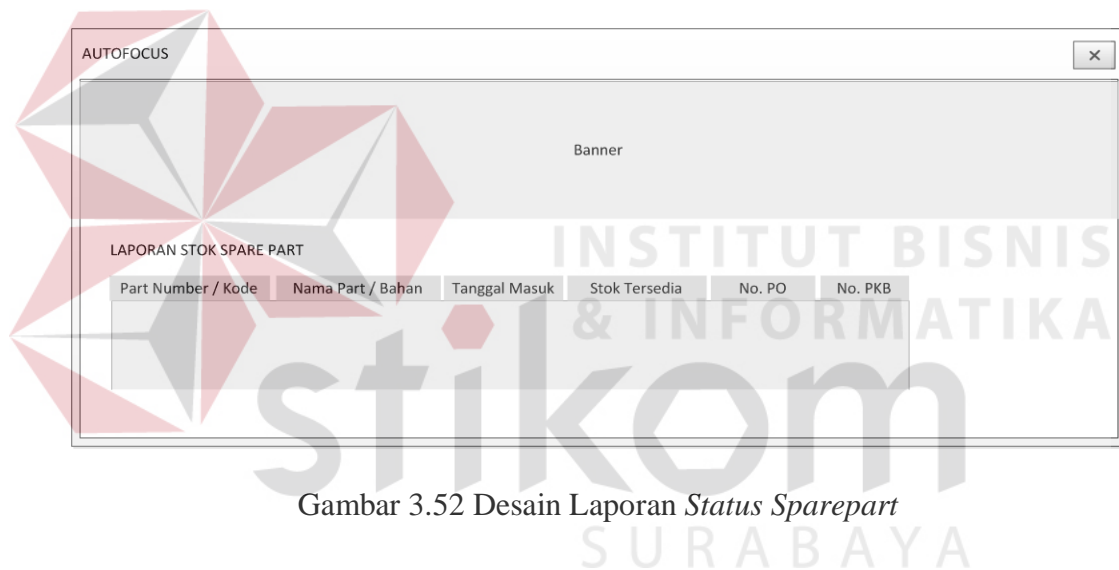 AUTOFOCUS
Banner
LAPORAN STOK SPARE PART
INSTITUT BISNIS
Part Number / Kode Nama Part / Bahan Tanggal Masuk Stok Tersedia No. PO No. PKB
& INFORMATIKA
stikom
Gambar 3.52 Desain Laporan Status Sparepart
SURABAYA